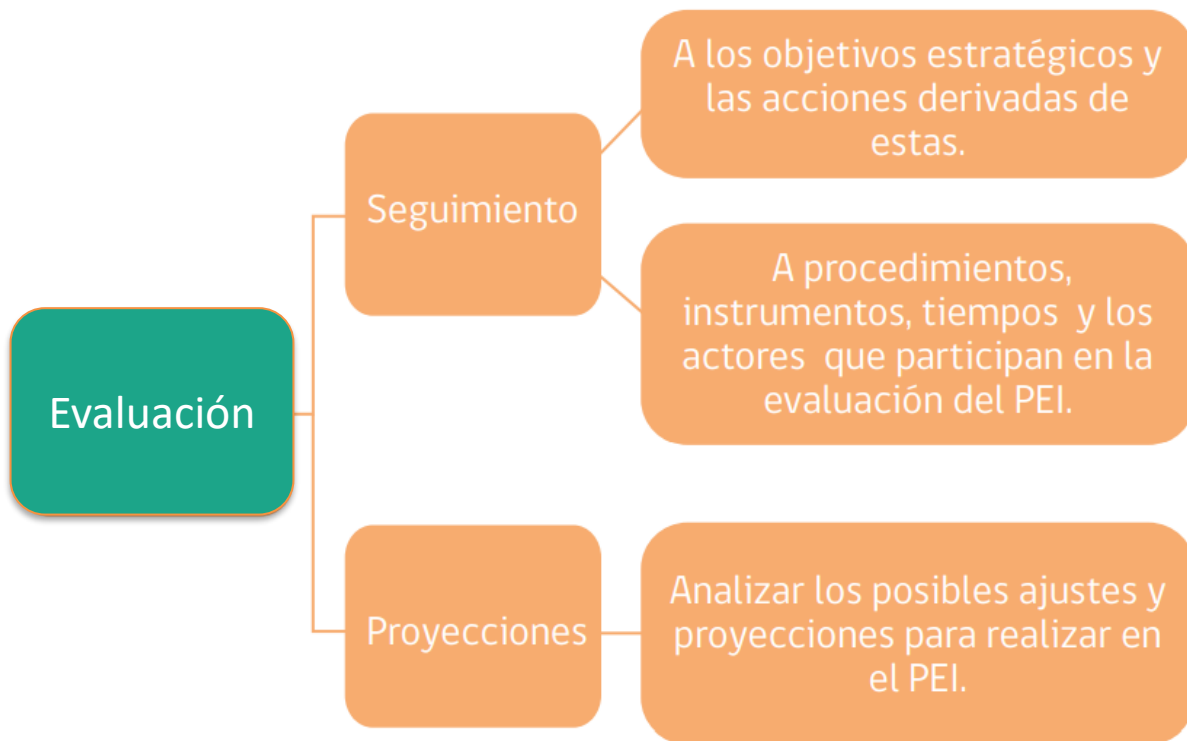 Evaluación
Seguimiento
A los objetivos estratégicos y
las acciones derivadas de
estas.
A procedimientos,
instrumentos, tiempos y los
actores que participan en la
evaluación del PEI.
Proyecciones
Analizar los posibles ajustes y
proyecciones para realizar en
el PEI.